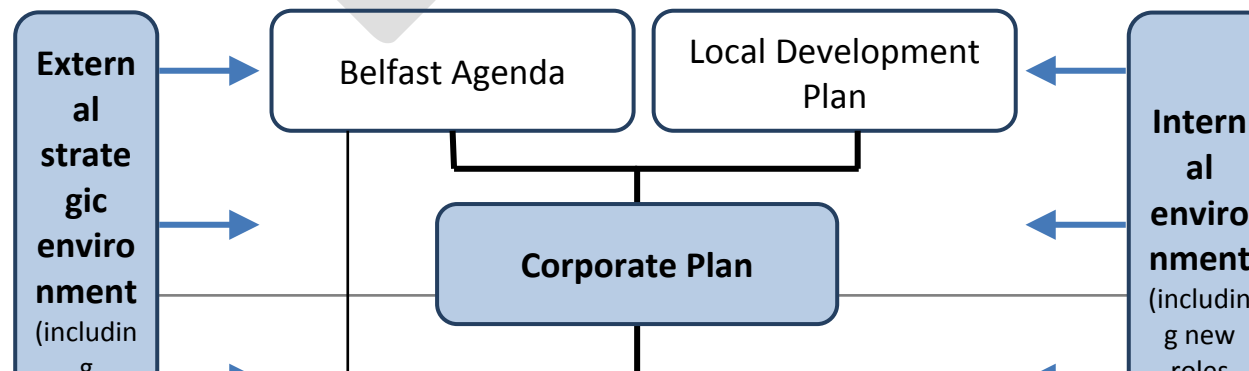 Extern
al
strate
gic
enviro
nment
(includin
g
Belfast Agenda
Local Development
Plan
Corporate Plan
Intern
al
enviro
nment
(includin
g new
roles